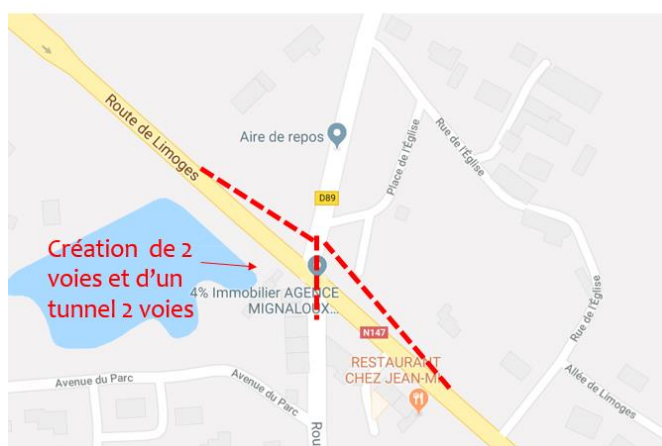 Route de Limoges
Aire de repos
Place de l'Église
Rue de l'Église
D89
Création de 2
voies et d'un
tunnel 2 voies
4% Immobilier AGENCE
MIGNALOUX...
N147
RESTAURANT
CHEZ JEAN-MI
Rue de l'Église
Allée de Limoges
Avenue du Parc
Avenue du Parc
Rou